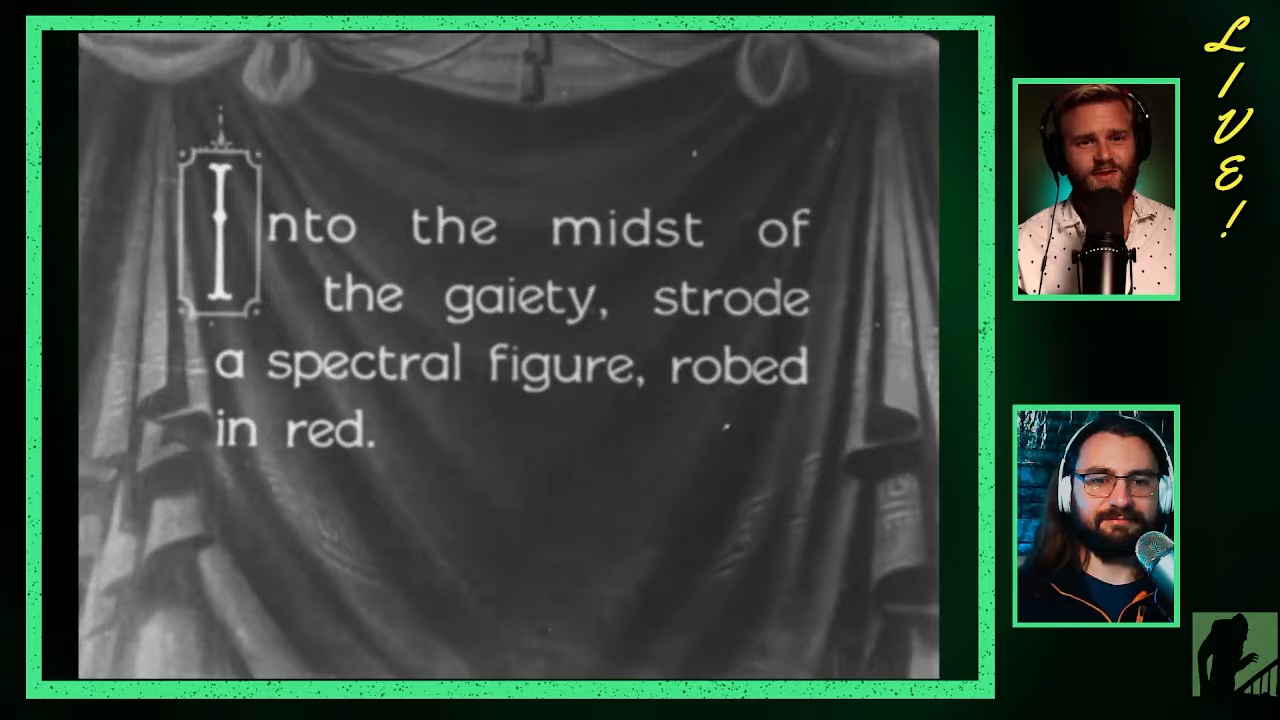 Into the midst of
the gaiety, strode
a spectral figure, robed
in red.
LIVE!